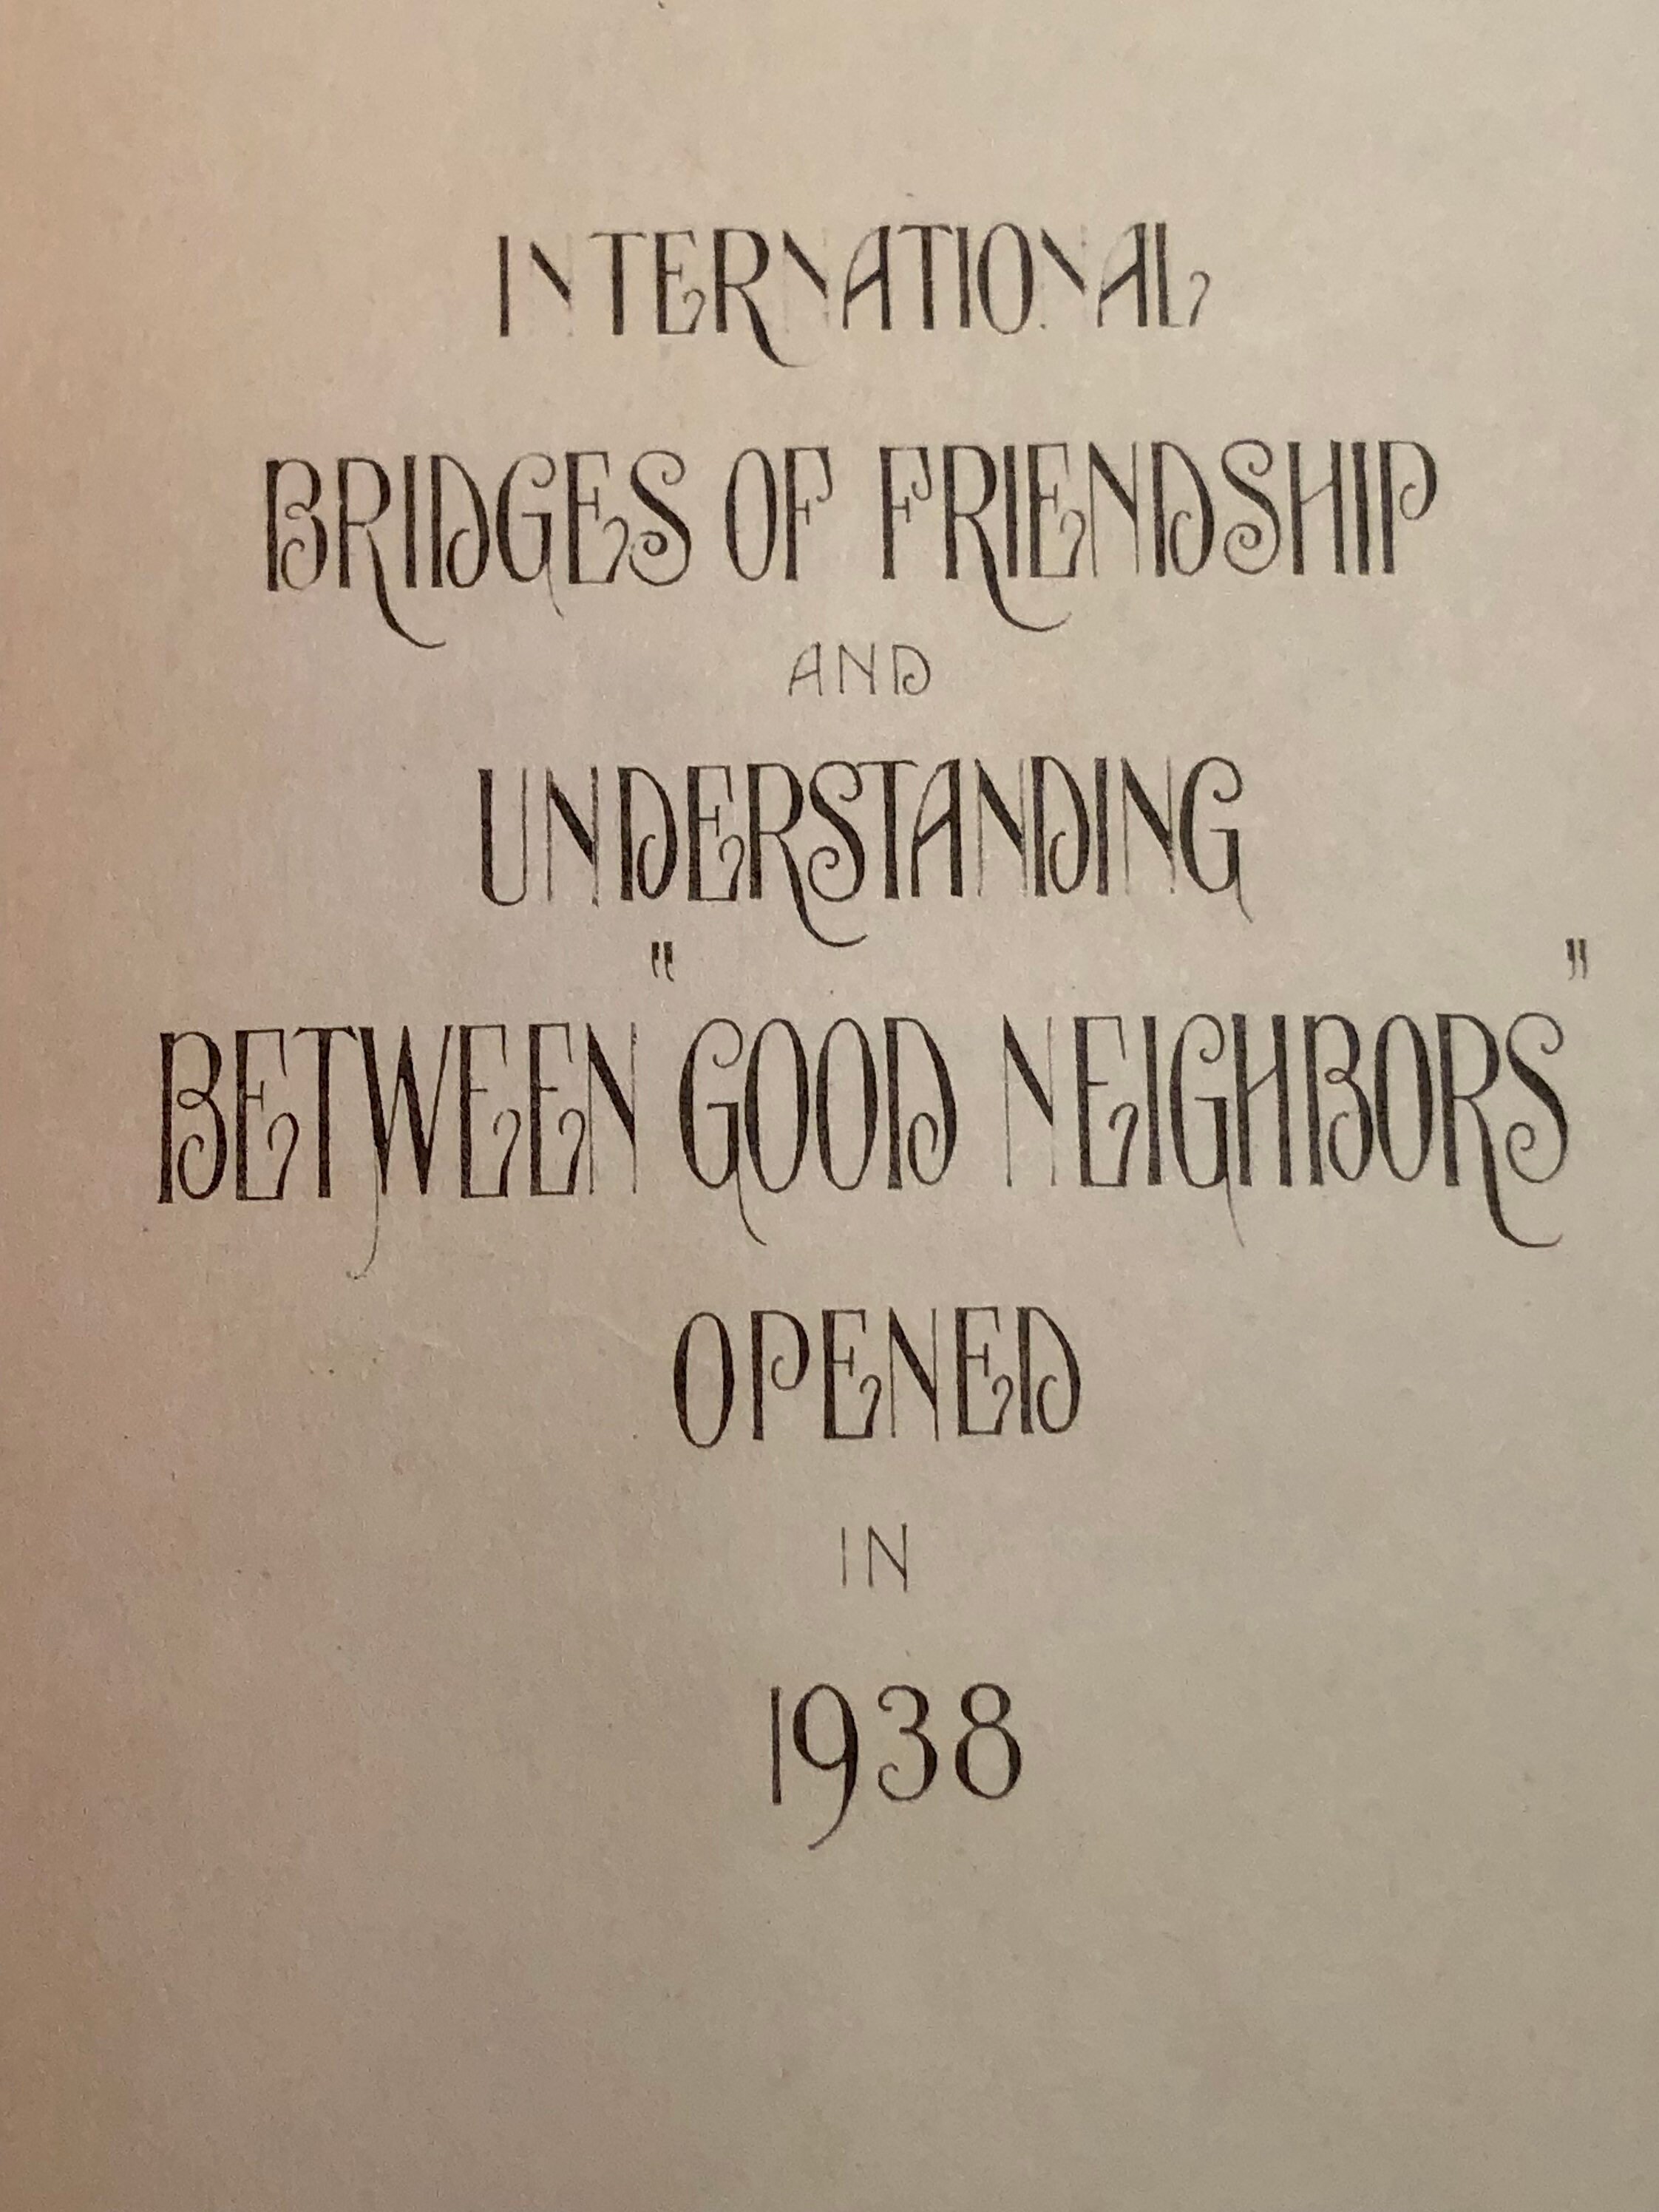 INTERNATIONAL
BRIDGES OF FRIENDSHIP
AND
UNDERSTANDING
BETWEEN "GOOD NEIGHBORS"
OPENED
IN
1938